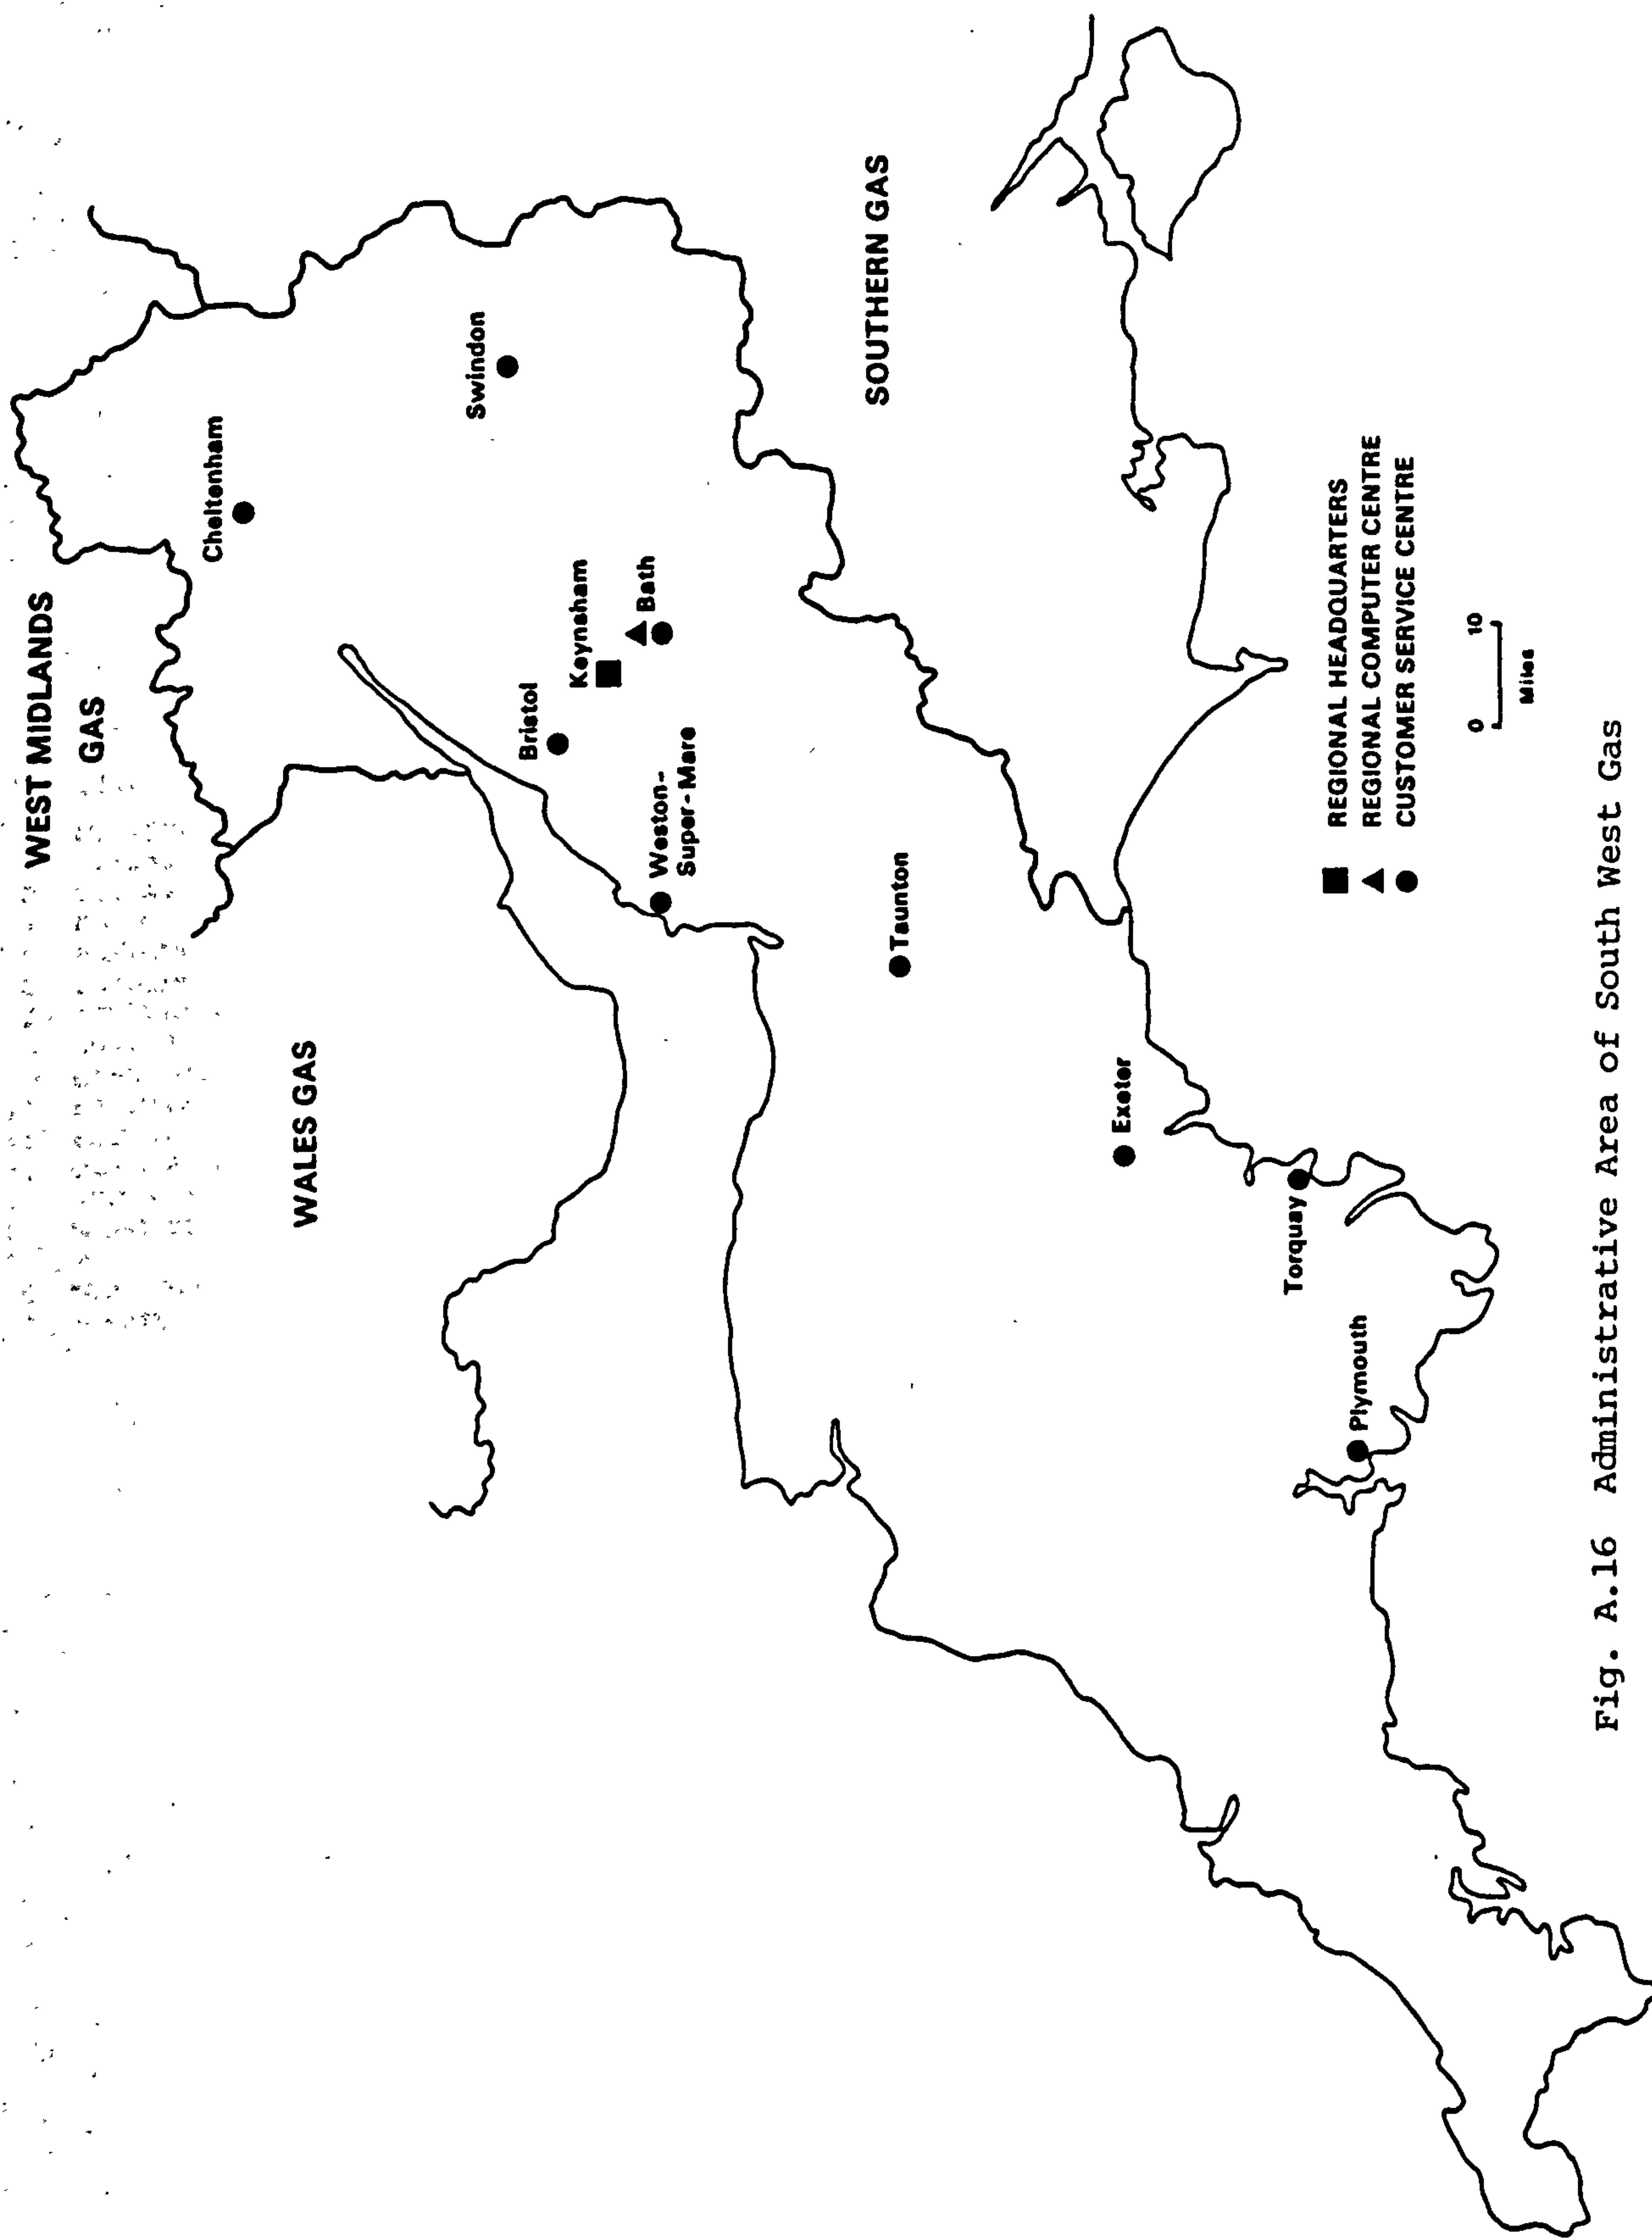 WEST MIDLANDS
GAS
WALES GAS
Cheltenham
Swindon
Bristol
Keynsham
Bath
Weston-
Super-Mare
SOUTHERN GAS
Taunton
Exeter
Torquay
Plymouth
REGIONAL HEADQUARTERS
REGIONAL COMPUTER CENTRE
CUSTOMER SERVICE CENTRE
0 10
Miles
Fig. A.16 Administrative Area of South West Gas